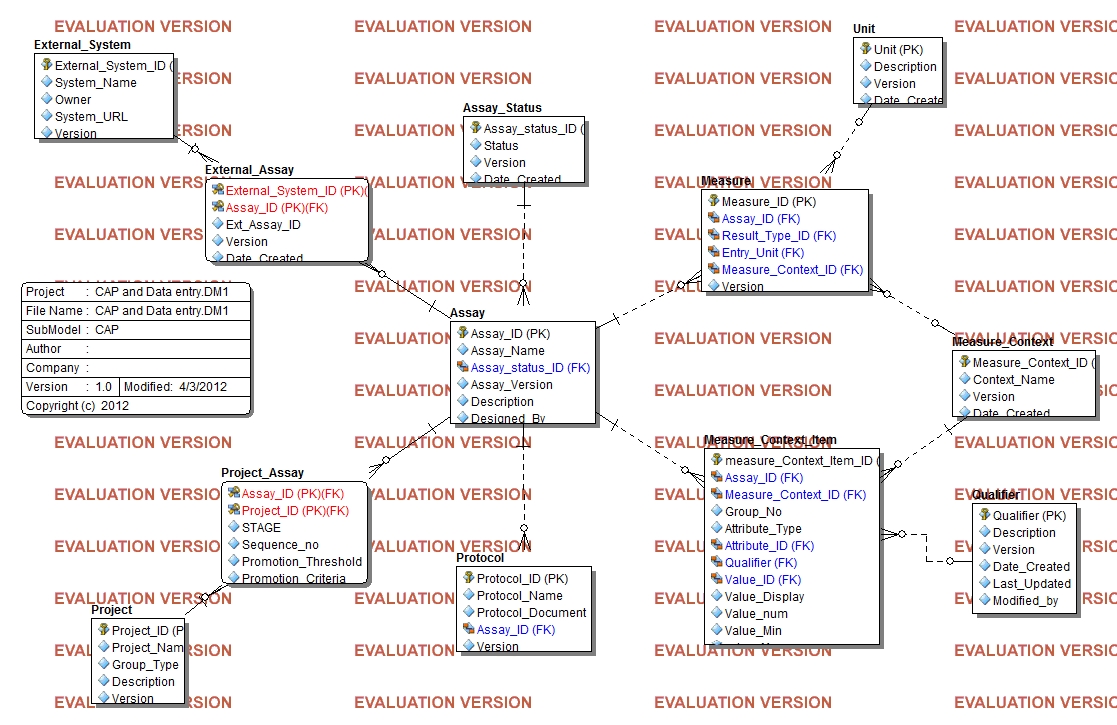 EVALUATION VERSION EVALUATION VERSION EVALUATION VERSION EVALUATION VERSION
External_System
External_System_ID (
System_Name
Owner
System_URL
Version
External_Assay
External_System_ID (PK)(
Assay_ID (PK)(FK)
Ext_Assay_ID
Version
Date_Created
Assay_Status
Assay_status_ID (
Status
Version
Date_Created
Unit
Unit (PK)
Description
Version
Date_Create
Measure
Measure_ID (PK)
Assay_ID (FK)
Result_Type_ID (FK)
Entry_Unit (FK)
Measure_Context_ID (FK)
Version
Project : CAP and Data entry.DM1
File Name : CAP and Data entry.DM1
SubModel : CAP
Author :
Company :
Version : 1.0 Modified: 4/3/2012
Copyright (c) 2012
Assay
Assay_ID (PK)
Assay_Name
Assay_status_ID (FK)
Assay_Version
Description
Designed_By
Measure_Context
Measure_Context_ID (
Context_Name
Version
Date_Created
Project_Assay
Assay_ID (PK)(FK)
Project_ID (PK)(FK)
STAGE
Sequence_no
Promotion_Threshold
Promotion_Criteria
Measure_Context_Item
measure_Context_Item_ID (
Assay_ID (FK)
Measure_Context_ID (FK)
Group_No
Attribute_Type
Attribute_ID (FK)
Qualifier (FK)
Value_ID (FK)
Value_Display
Value_num
Value_Min
Qualifier
Qualifier (PK)
Description
Version
Date_Created
Last_Updated
Modified_by
Protocol
Protocol_ID (PK)
Protocol_Name
Protocol_Document
Assay_ID (FK)
Version
Project
Project_ID (P
Project_Nam
Group_Type
Description
Version
EVALUATION VERSION EVALUATION VERSION EVALUATION VERSION